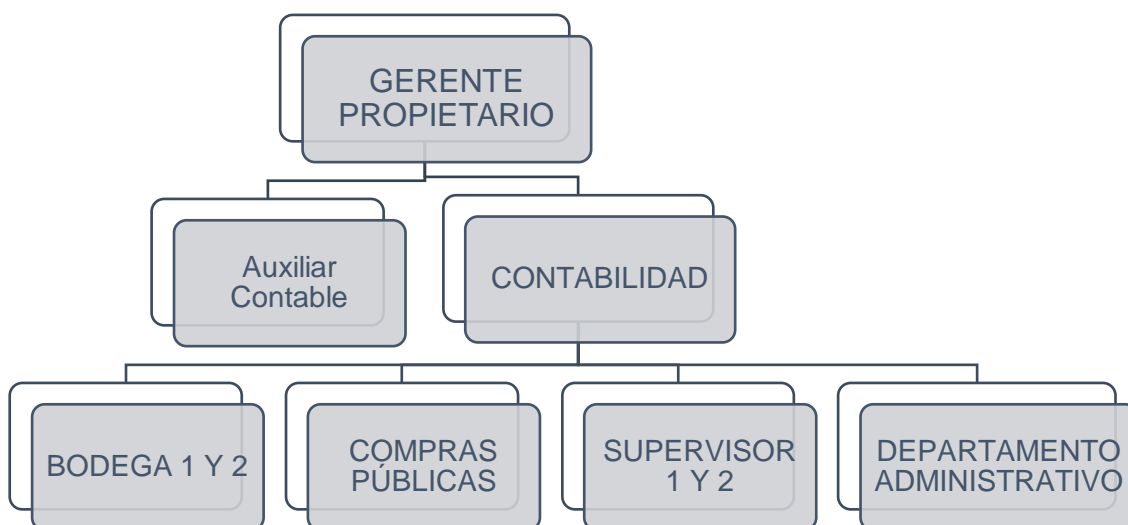 GERENTE
PROPIETARIO
Auxiliar
Contable
CONTABILIDAD
BODEGA 1 Y 2
COMPRAS
PÚBLICAS
SUPERVISOR
1 Y 2
DEPARTAMENTO
ADMINISTRATIVO